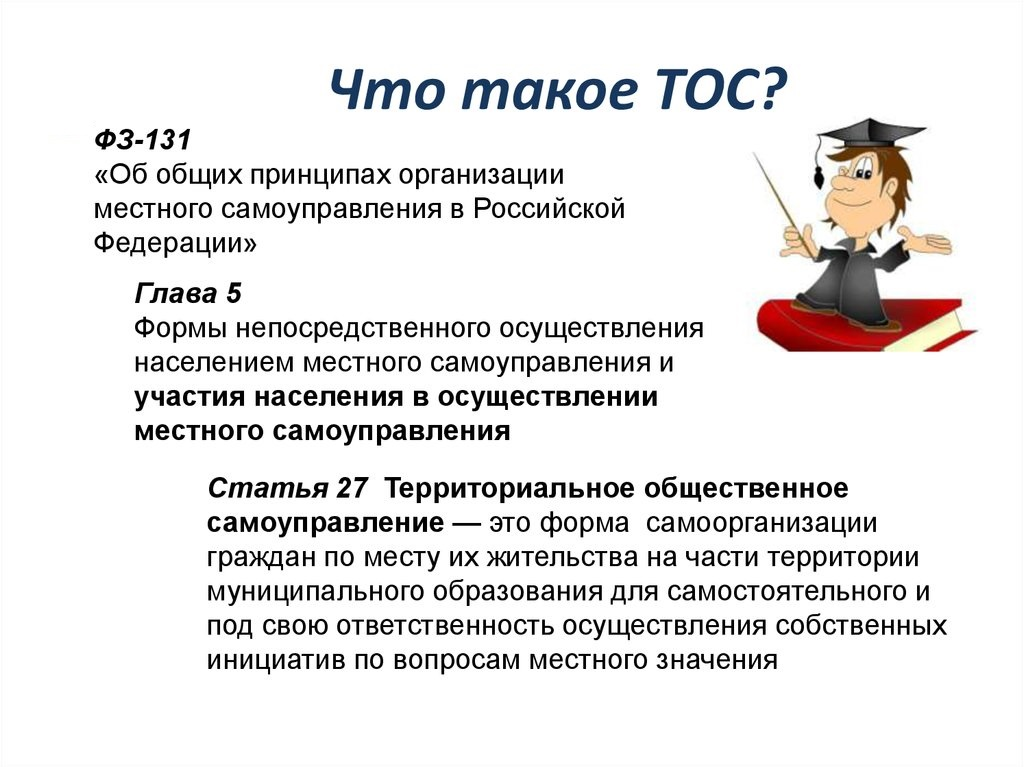 Что такое ТОС?
ФЗ-131
«Об общих принципах организации
местного самоуправления в Российской
Федерации»
Глава 5
Формы непосредственного осуществления
населением местного самоуправления и
участия населения в осуществлении
местного самоуправления
Статья 27 Территориальное общественное
самоуправление — это форма самоорганизации
граждан по месту их жительства на части территории
муниципального образования для самостоятельного и
под свою ответственность осуществления собственных
инициатив по вопросам местного значения